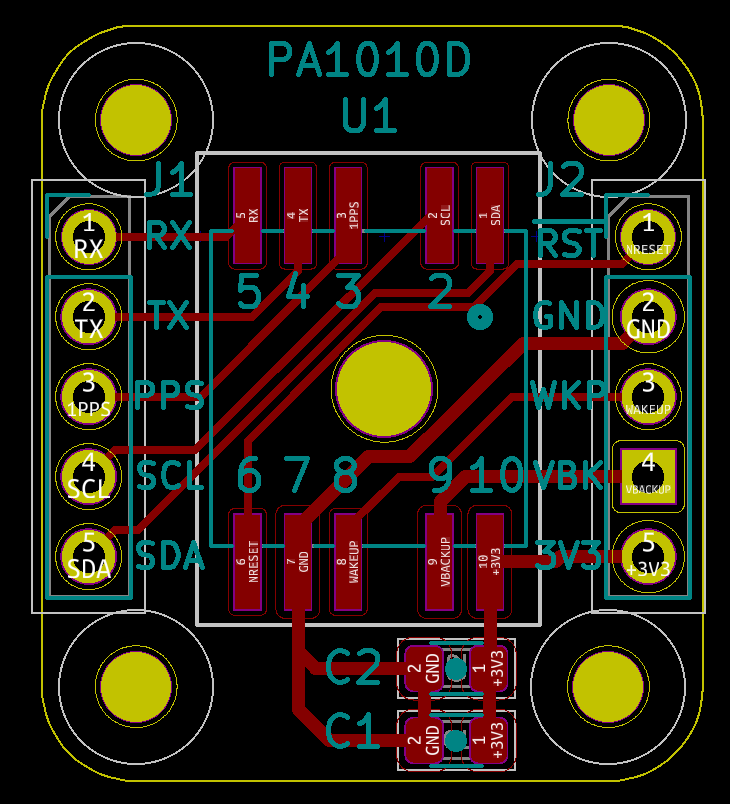 PA1010D
U1
J1
J2
5 RX
4 TX
3 1PPS
2 SCL
1 SDA
1 RX
RX
RST
1 NRESET
5 4 3 2
2 TX
TX
GND
2 GND
3 1PPS
PPS
WKP
3 WAKEUP
4 SCL
SCL
6 7 8 9 10
VBK
4 VBACKUP
5 SDA
SDA
6 NRESET
7 GND
8 WAKEUP
9 VBACKUP
10 +3V3
3V3
5 +3V3
C2
2 GND
1 +3V3
C1
2 GND
1 +3V3